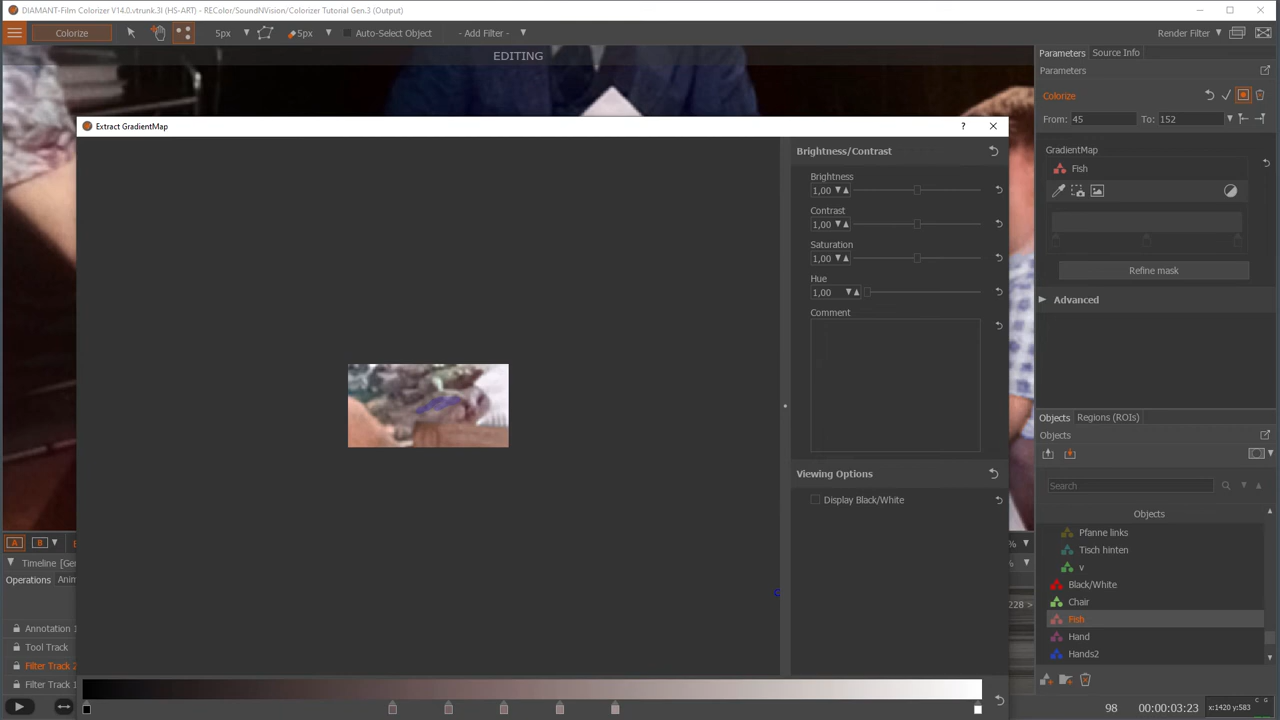 DIAMANT-Film Colorizer V14.0.vtrunk.3l (HS-ART) - REColor/SoundNVision/Colorizer Tutorial Gen.3 (Output)
Colorize
5px
5px
Auto-Select Object
- Add Filter -
Render Filter
EDITING
Parameters
Source Info
Parameters
Colorize
From: 45
To: 152
GradientMap
Fish
Refine mask
Advanced
Extract GradientMap
?
Brightness/Contrast
Brightness
1,00
Contrast
1,00
Saturation
1,00
Hue
1,00
Comment
Viewing Options
Display Black/White
Objects
Regions (ROIs)
Objects
Search
Objects
Pfanne links
Tisch hinten
v
Black/White
Chair
Fish
Hand
Hands2
A
B
%
Timeline [Ge
%
Operations
Anim
228 >
Annotation 1
Tool Track
Filter Track 2
Filter Track 1
98
00:00:03:23
x:1420 y:583
C G